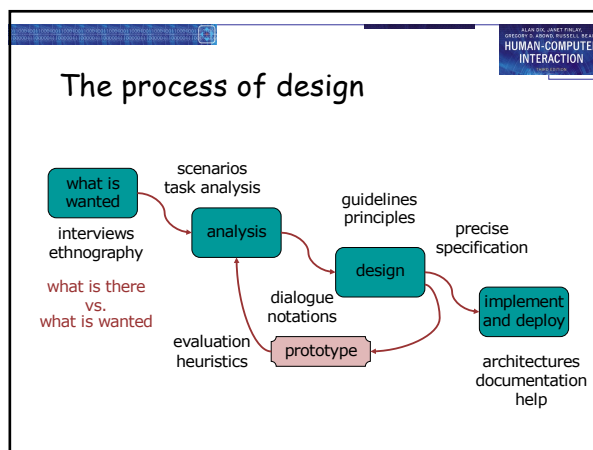 ALAN DIX, JANET FINLAY,
GREGORY D. ABOWD, RUSSELL BEALE
HUMAN-COMPUTER
INTERACTION
THIRD EDITION
The process of design
scenarios
task analysis
what is
wanted
guidelines
principles
interviews
ethnography
analysis
precise
specification
what is there
vs.
what is wanted
design
dialogue
notations
implement
and deploy
evaluation
heuristics
prototype
architectures
documentation
help